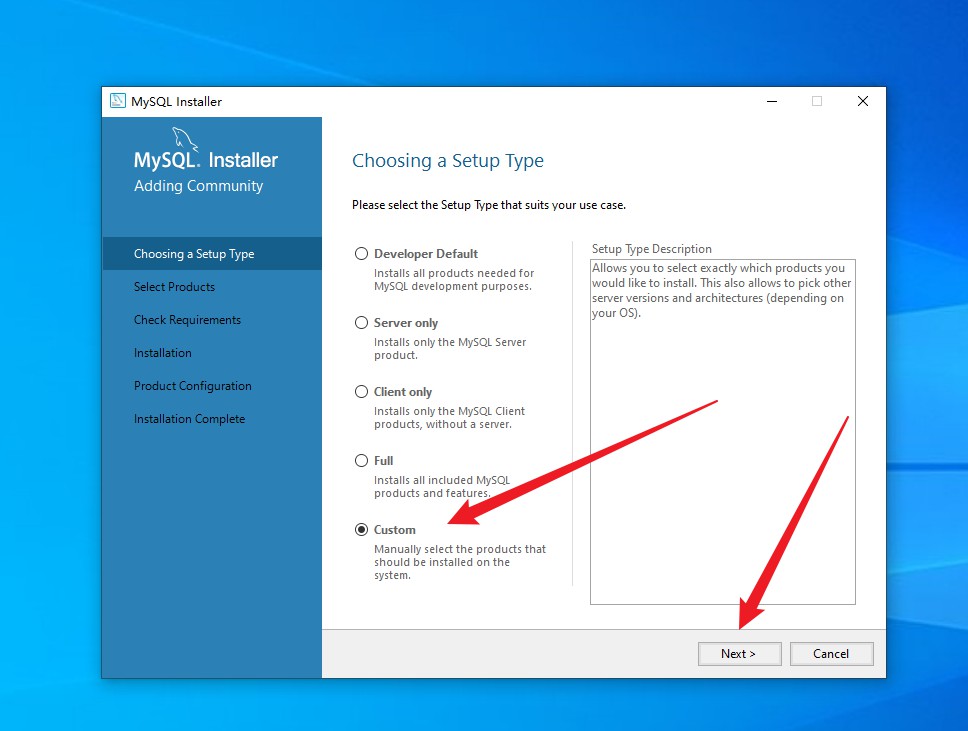 MySQL Installer
MySQL. Installer
Adding Community
Choosing a Setup Type
Select Products
Check Requirements
Installation
Product Configuration
Installation Complete
Choosing a Setup Type
Please select the Setup Type that suits your use case.
Developer Default
Installs all products needed for
MySQL development purposes.
Server only
Installs only the MySQL Server
product.
Client only
Installs only the MySQL Client
products, without a server.
Full
Installs all included MySQL
products and features.
Custom
Manually select the products that
should be installed on the
system.
Setup Type Description
Allows you to select exactly which products you
would like to install. This also allows to pick other
server versions and architectures (depending on
your OS).
Next >
Cancel